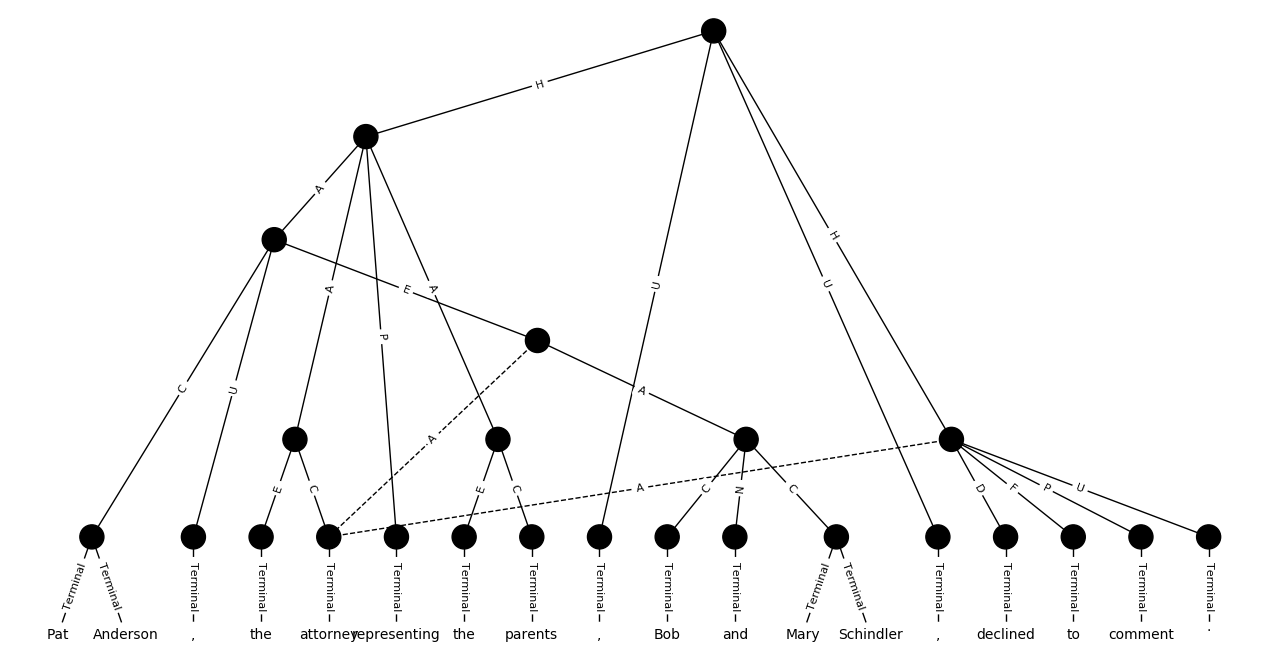 H
A
A
H
A E A U U
P
C U A
A
E C E C A C N C D F P U
Terminal Terminal Terminal Terminal Terminal Terminal Terminal Terminal Terminal Terminal Terminal Terminal Terminal Terminal Terminal Terminal Terminal Terminal
Pat Anderson , the attorney representing the parents , Bob and Mary Schindler , declined to comment .